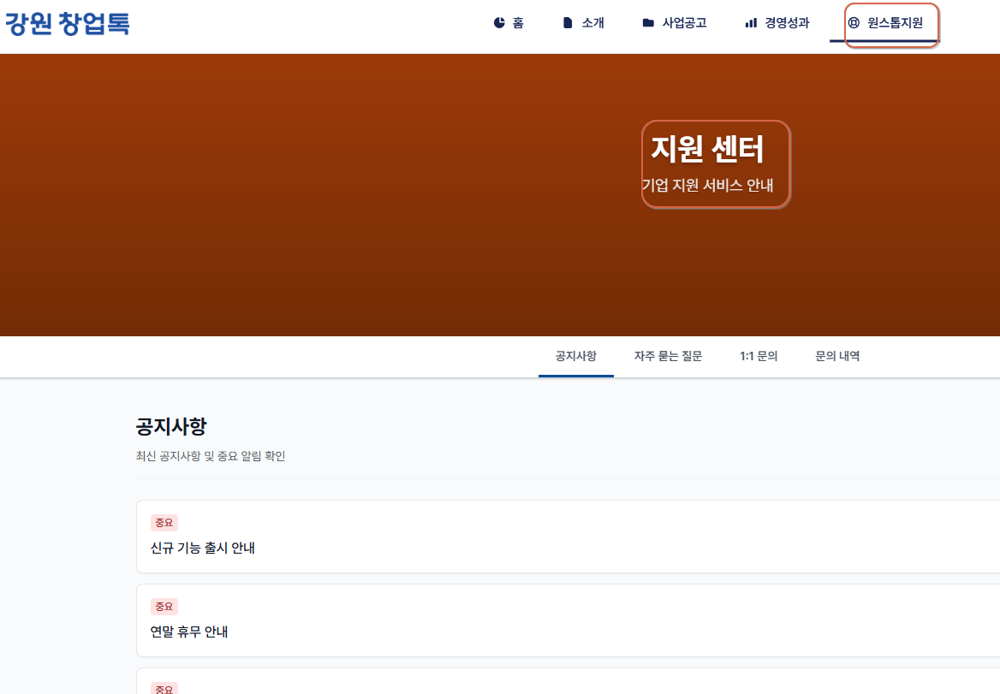 강원 창업톡
홈 소개 사업공고 경영성과 원스톱지원
지원 센터
기업 지원 서비스 안내
공지사항 자주 묻는 질문 1:1 문의 문의 내역
공지사항
최신 공지사항 및 중요 알림 확인
중요
신규 기능 출시 안내
중요
연말 휴무 안내
중요